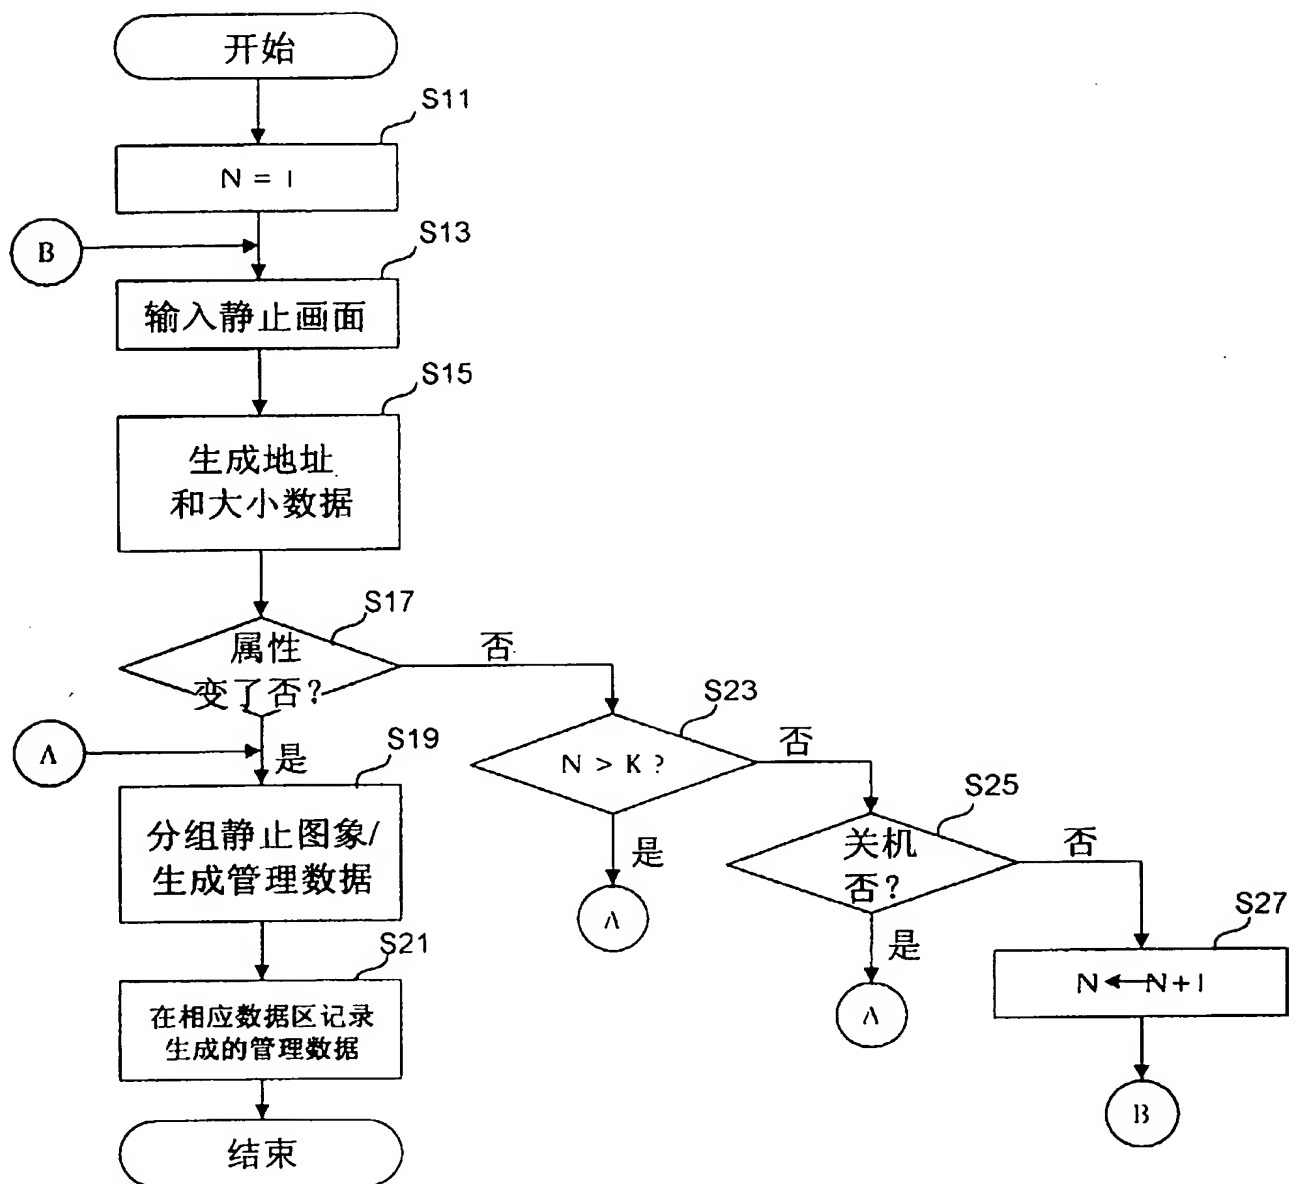 开始
S11
N = 1
B
S13
输入静止画面
S15
生成地址
和大小数据
S17
属性
变了否?
否
S23
N > K ?
否
A
是
S19
分组静止图象/
生成管理数据
是
A
S25
关机
否?
否
是
A
S27
N←N+1
B
S21
在相应数据区记录
生成的管理数据
结束